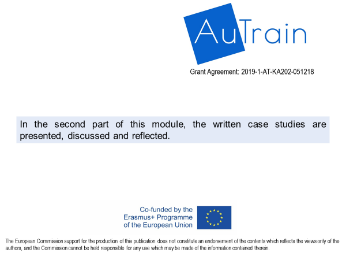 AuTrain
Grant Agreement: 2019-1-AT-KA202-051218
In the second part of this module, the written case studies are
presented, discussed and reflected.
Co-funded by the
Erasmus+ Programme
of the European Union
The European Commission support for the production of this publication does not constitute an endorsement of the contents which reflects the views only of the
authors, and the Commission cannot be held responsible for any use which may be made of the information contained therein